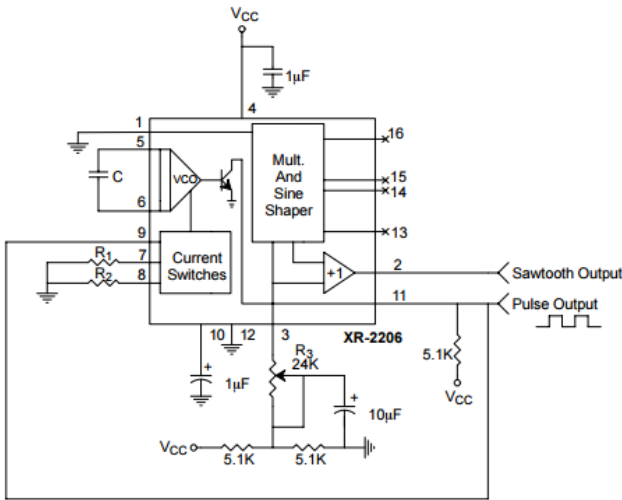 VCC
1µF
4
1
16
5
Mult.
And
Sine
Shaper
C
VCO
15
14
6
13
9
R1
7
Current
Switches
R2
8
+1
2
Sawtooth Output
11
Pulse Output
10
12
3
XR-2206
+
1µF
R3
24K
5.1K
VCC
+
10µF
VCC
5.1K
5.1K